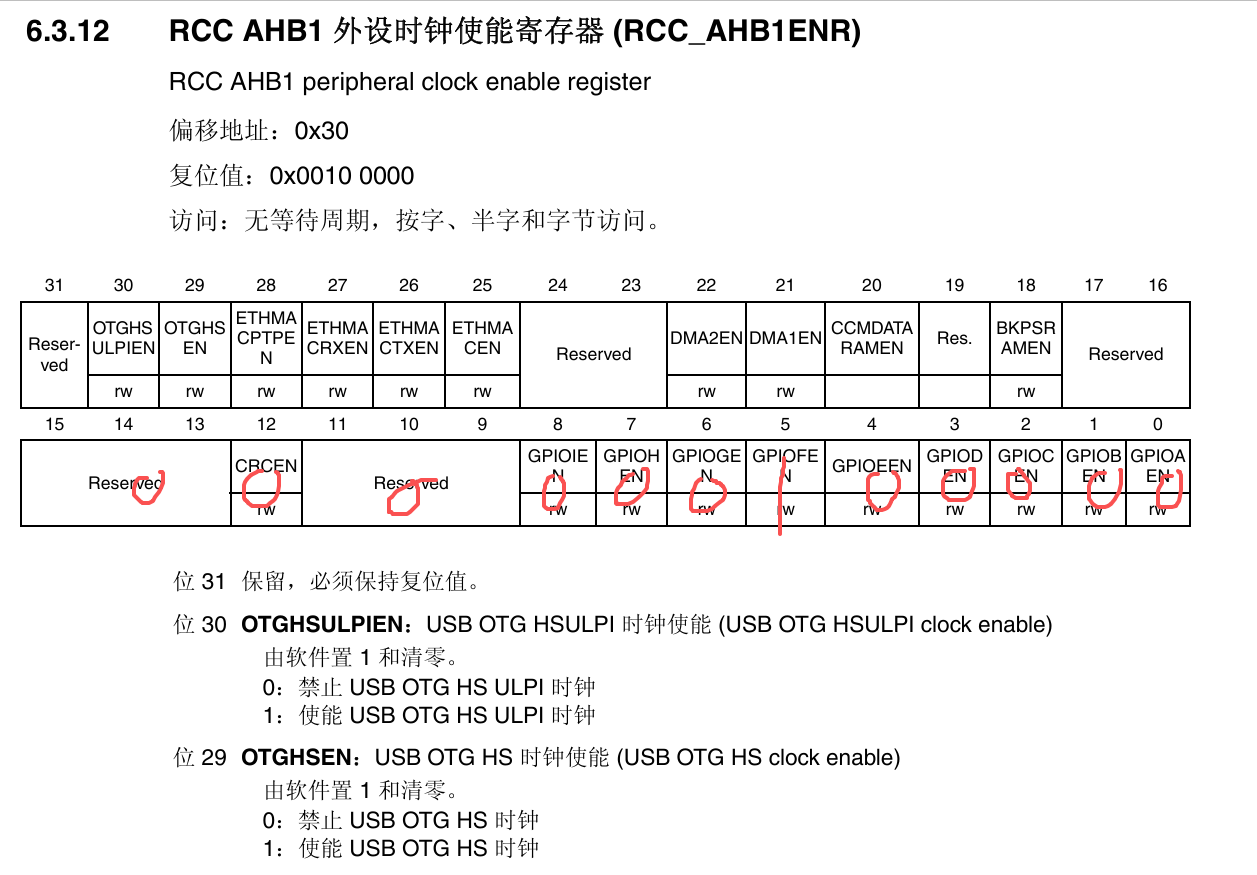 6.3.12 RCC AHB1 外设时钟使能寄存器 (RCC_AHB1ENR)
RCC AHB1 peripheral clock enable register
偏移地址：0x30
复位值：0x0010 0000
访问：无等待周期，按字、半字和字节访问。
31 30 29 28 27 26 25 24 23 22 21 20 19 18 17 16
Reser-
ved
OTGHS
ULPIEN
OTGHS
EN
ETHMA
CPTPE
N
ETHMA
CRXEN
ETHMA
CTXEN
ETHMA
CEN
Reserved
DMA2EN
DMA1EN
CCMDATA
RAMEN
Res.
BKPSR
AMEN
Reserved
rw rw rw rw rw rw rw rw rw
15 14 13 12 11 10 9 8 7 6 5 4 3 2 1 0
Reserved
CRCEN
Reserved
GPIOIE
N
GPIOH
EN
GPIOGE
N
GPIOFE
N
GPIOEEN
GPIOD
EN
GPIOC
EN
GPIOB
EN
GPIOA
EN
rw rw rw rw rw rw rw rw rw rw
位 31 保留，必须保持复位值。
位 30 OTGHSULPIEN：USB OTG HSULPI 时钟使能 (USB OTG HSULPI clock enable)
由软件置 1 和清零。
0：禁止 USB OTG HS ULPI 时钟
1：使能 USB OTG HS ULPI 时钟
位 29 OTGHSEN：USB OTG HS 时钟使能 (USB OTG HS clock enable)
由软件置 1 和清零。
0：禁止 USB OTG HS 时钟
1：使能 USB OTG HS 时钟